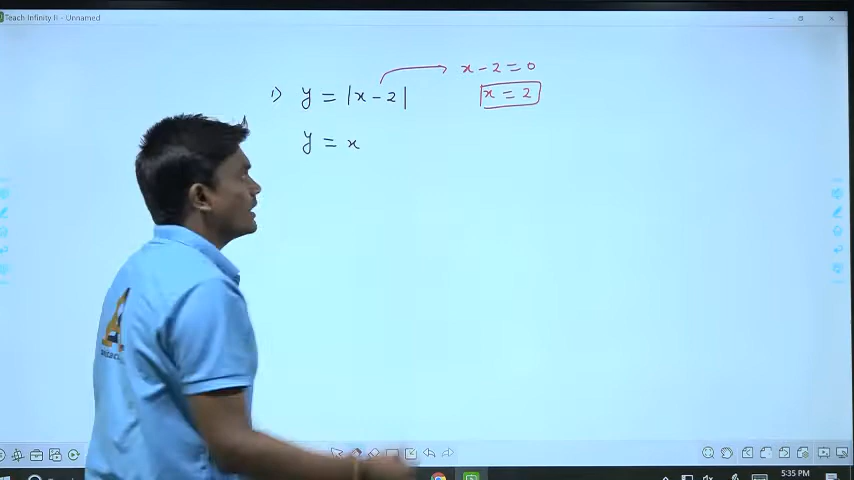 Teach Infinity II - Unnamed
x - 2 = 0
1) y = |x - 2|
x = 2
y = x
A
5:35 PM